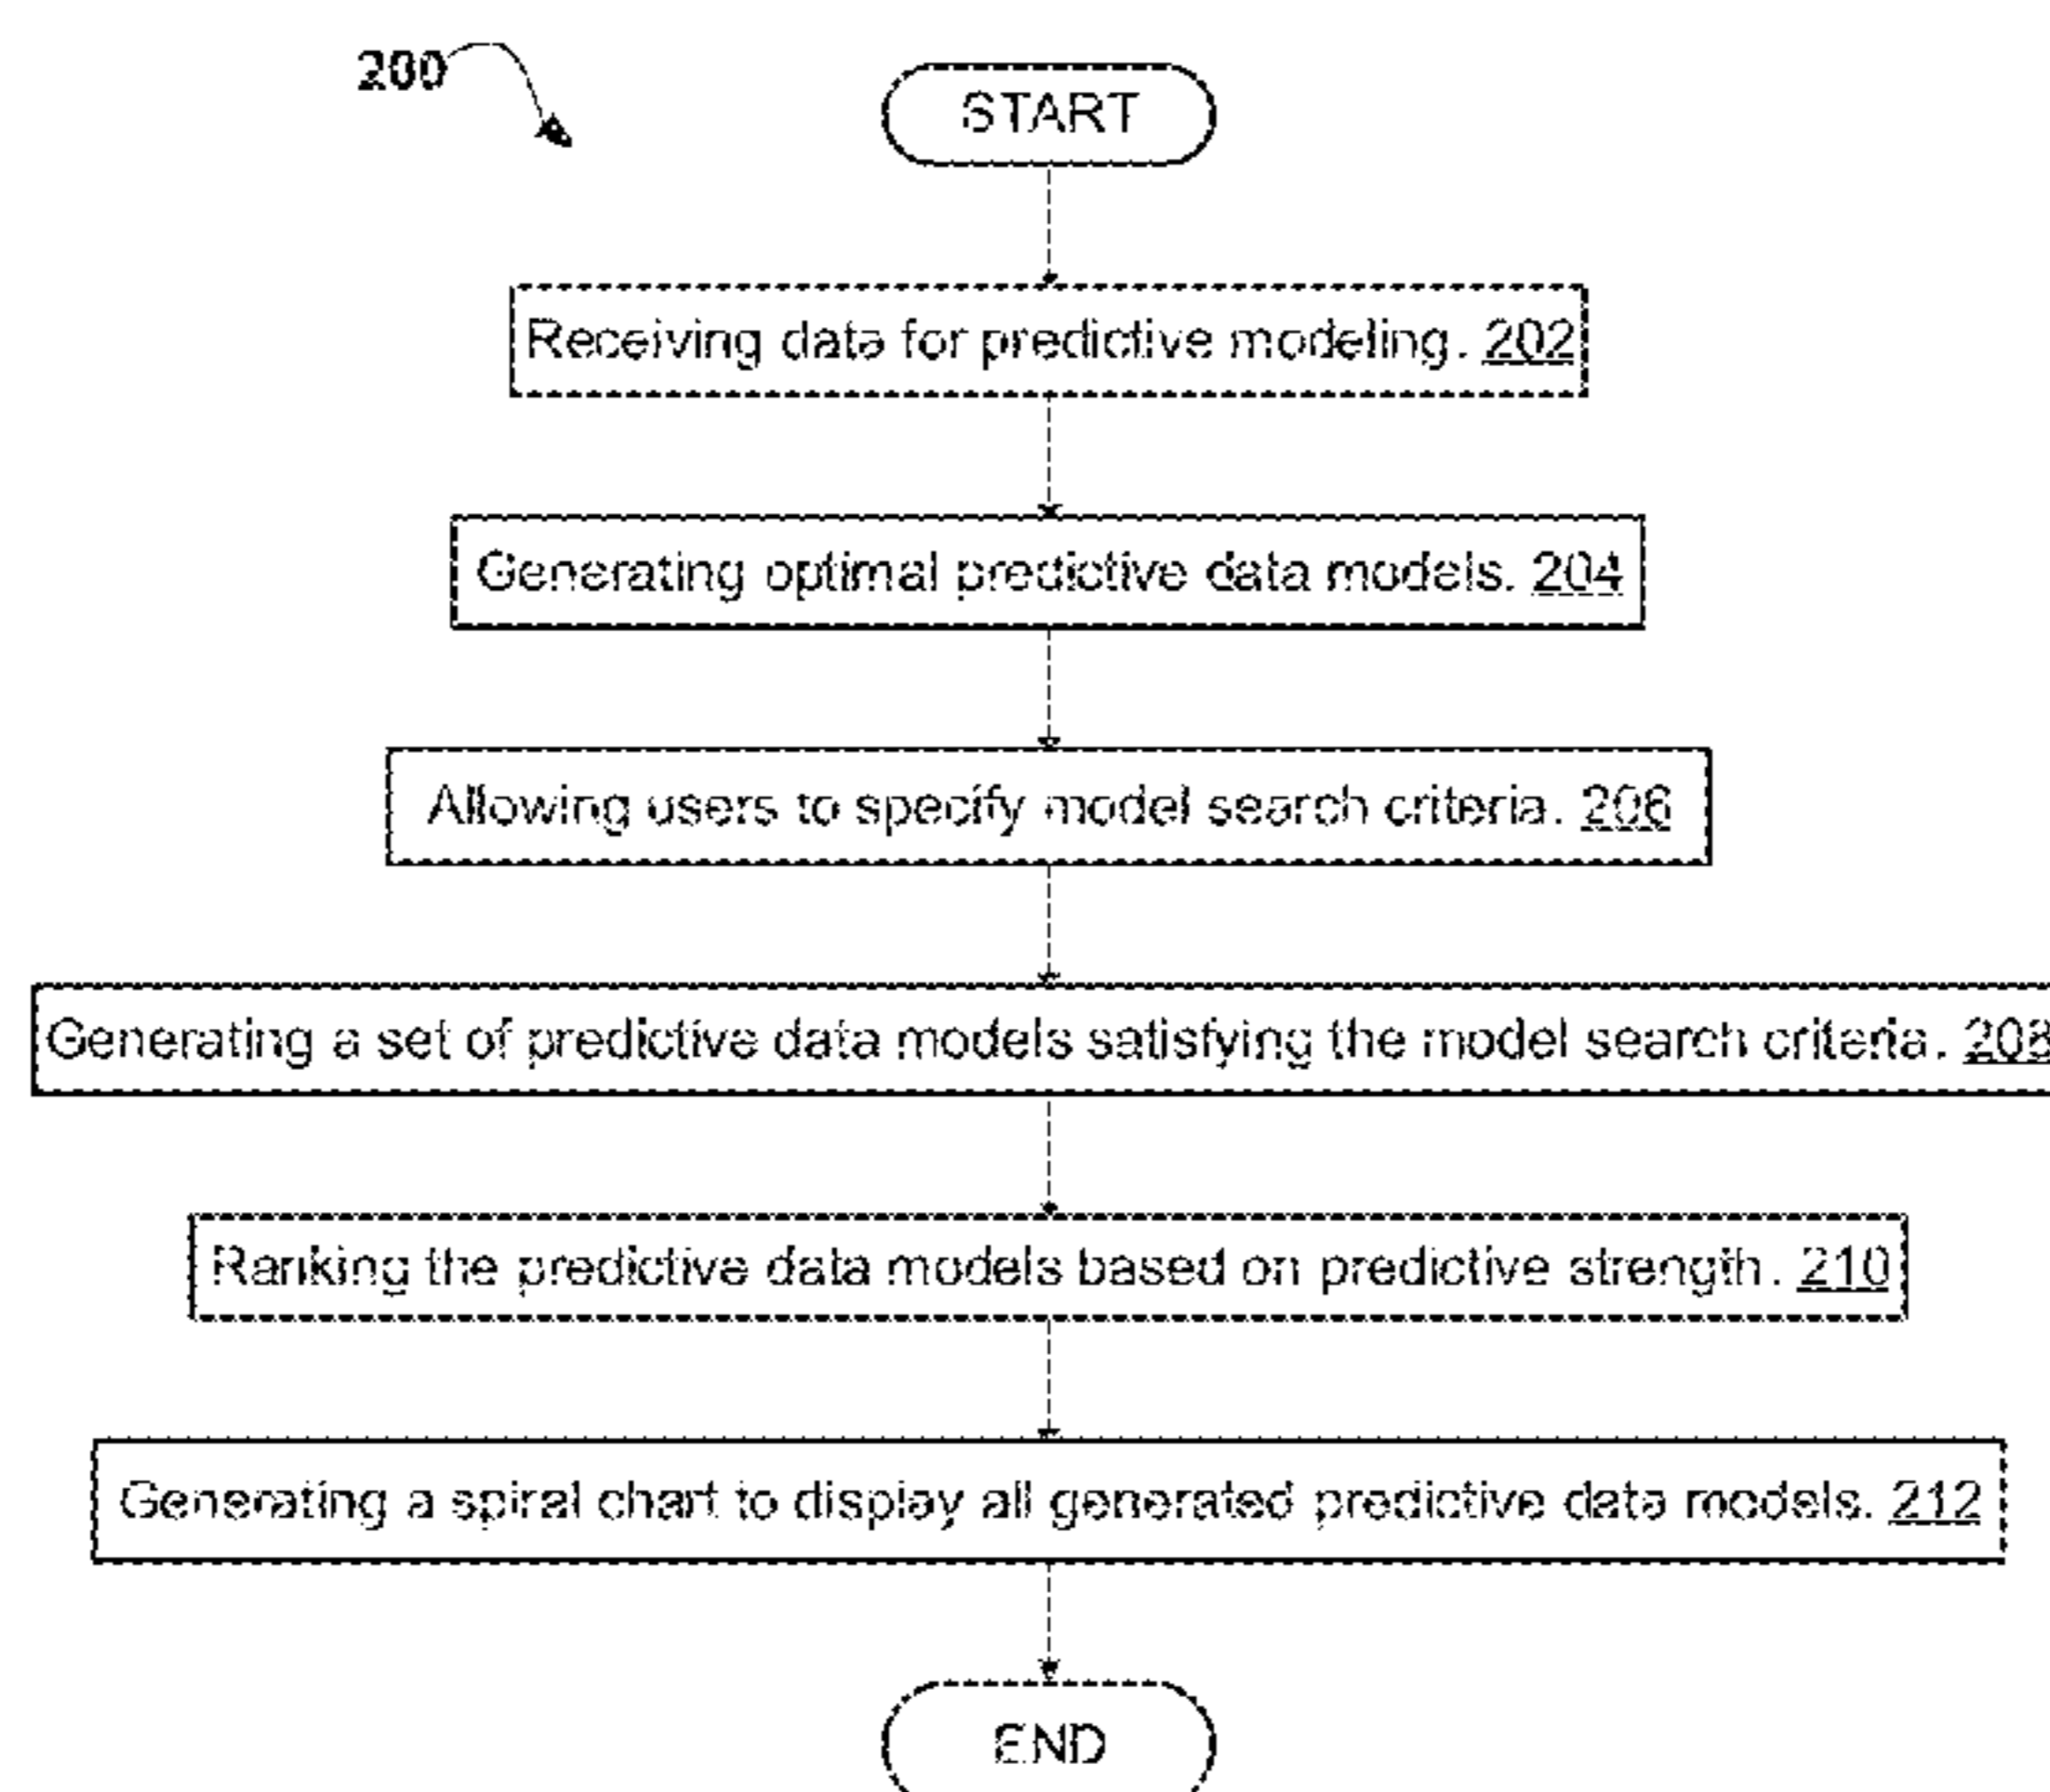 200
START
Receiving data for predictive modeling. 202
Generating optimal predictive data models. 204
Allowing users to specify model search criteria. 206
Generating a set of predictive data models satisfying the model search criteria. 208
Ranking the predictive data models based on predictive strength. 210
Generating a spiral chart to display all generated predictive data models. 212
END